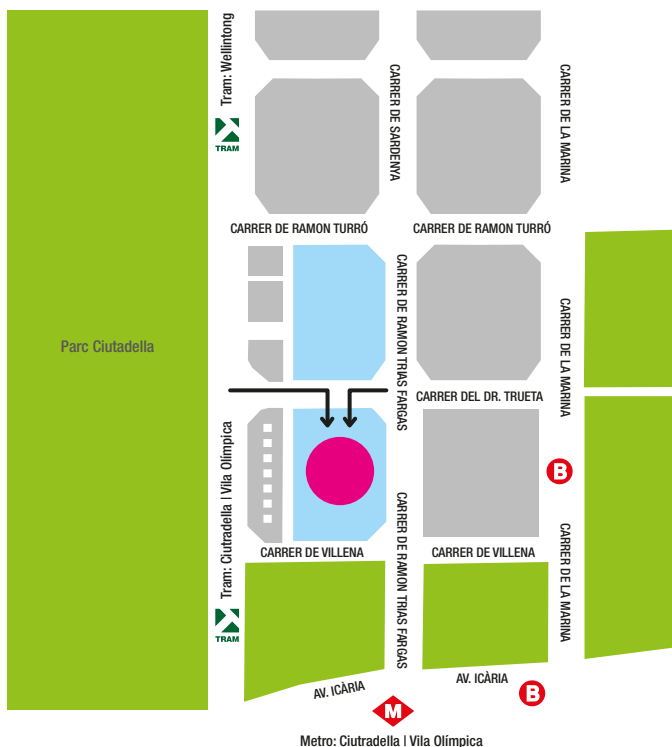 Tram: Wellintong
TRAM
CARRER DE SARDENYA
CARRER DE LA MARINA
CARRER DE RAMON TURRÓ
CARRER DE RAMON TURRÓ
Parc Ciutadella
CARRER DE RAMON TRIAS FARGAS
CARRER DE LA MARINA
CARRER DEL DR. TRUETA
Tram: Ciutradella | Vila Olímpica
B
CARRER DE VILLENA
CARRER DE VILLENA
CARRER DE RAMON TRIAS FARGAS
CARRER DE LA MARINA
TRAM
AV. ICÀRIA
AV. ICÀRIA
B
M
Metro: Ciutradella | Vila Olímpica